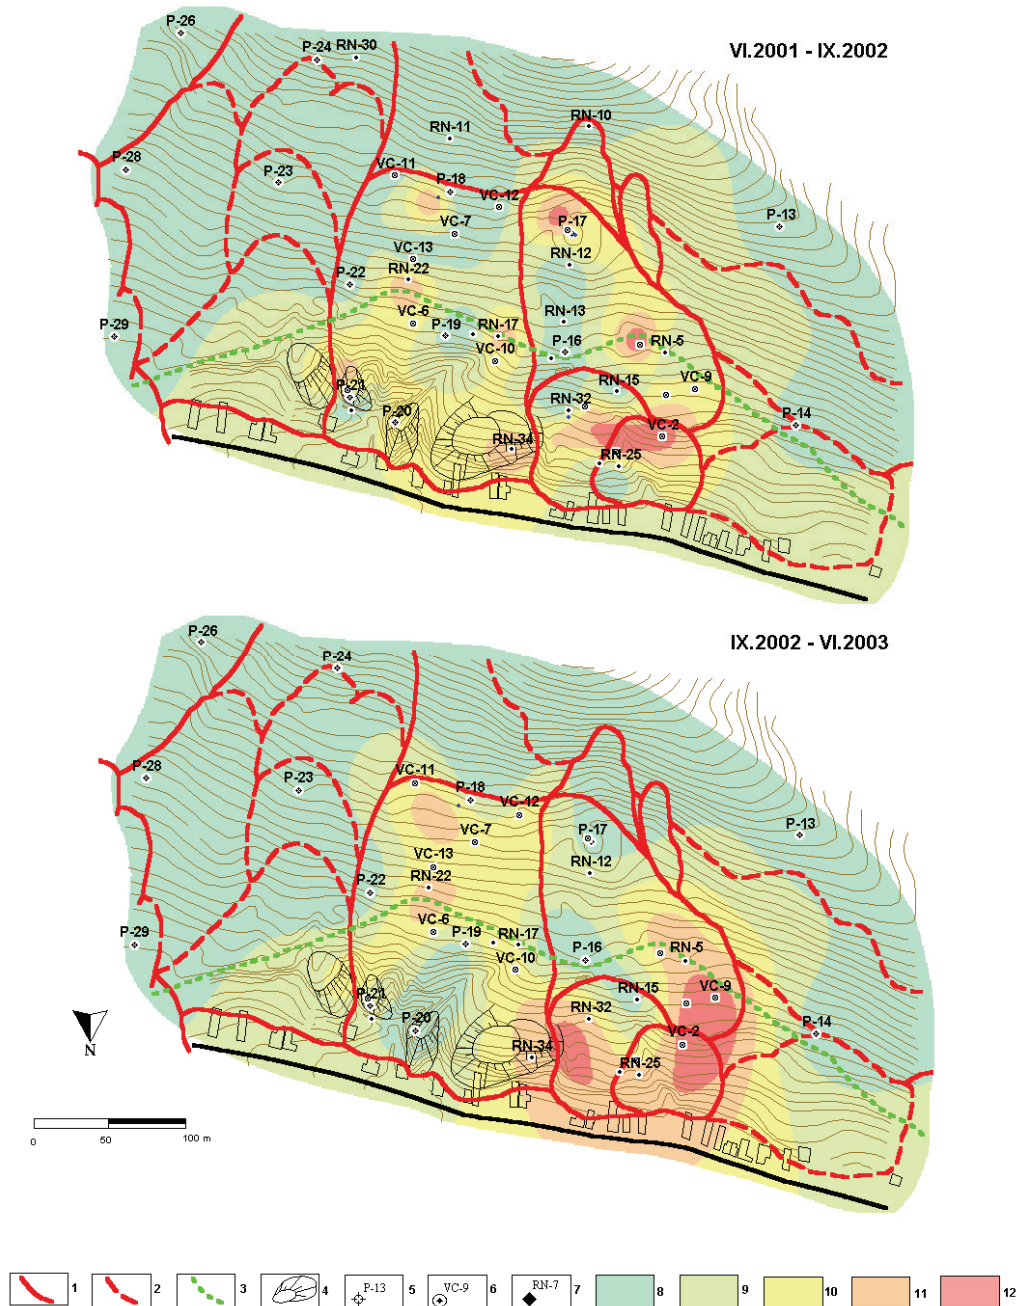 VI.2001 - IX.2002
P-26
P-24 RN-30
RN-10
RN-11
P-28
P-23
VC-11
P-18
VC-12
P-13
VC-7
P-17
VC-13
RN-12
RN-22
P-22
VC-6
RN-13
P-29
P-19
RN-17
P-16
RN-5
VC-10
P-21
RN-15
VC-9
RN-32
P-20
P-14
VC-2
RN-34
RN-25
IX.2002 - VI.2003
P-26
P-24
P-28
VC-11
P-23
P-18
VC-12
P-13
VC-7
P-17
VC-13
RN-12
RN-22
P-22
VC-6
P-29
P-19
RN-17
P-16
RN-5
VC-10
P-21
RN-15
VC-9
RN-32
P-20
P-14
VC-2
N
RN-34
RN-25
0 50 100 m
1 2 3 4 P-13 5 VC-9 6 RN-7 7 8 9 10 11 12